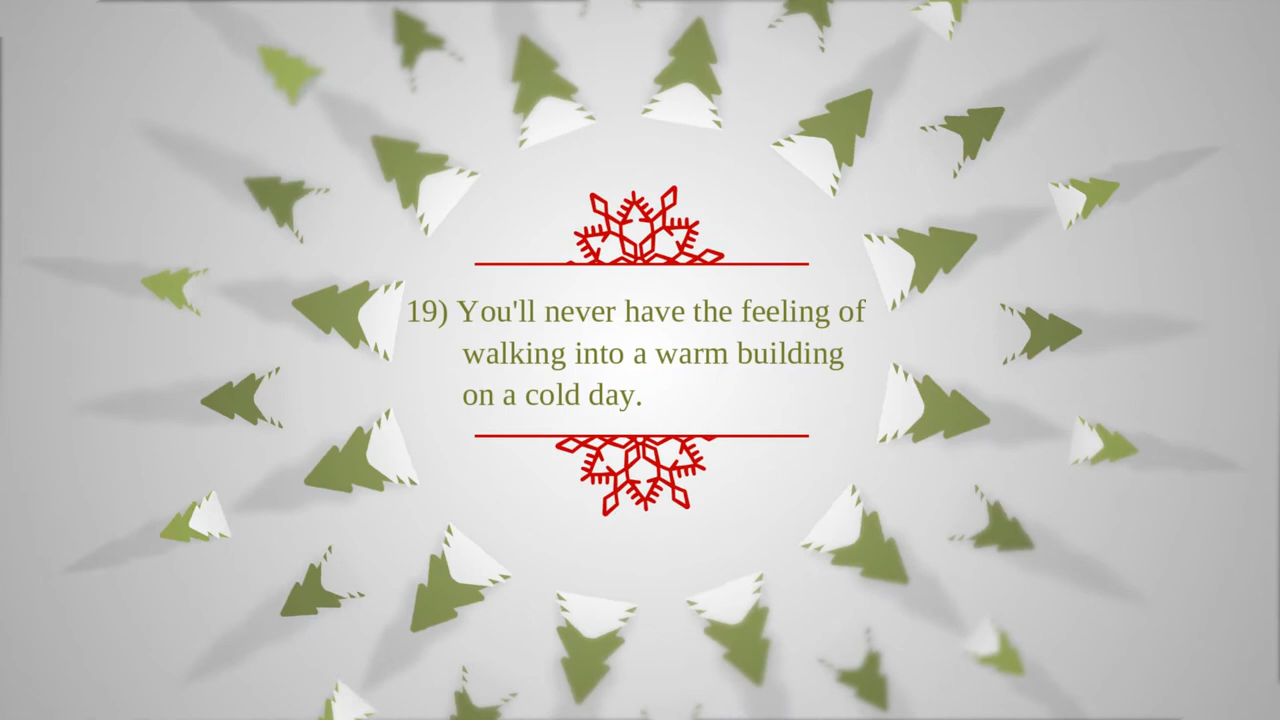 19) You'll never have the feeling of
walking into a warm building
on a cold day.